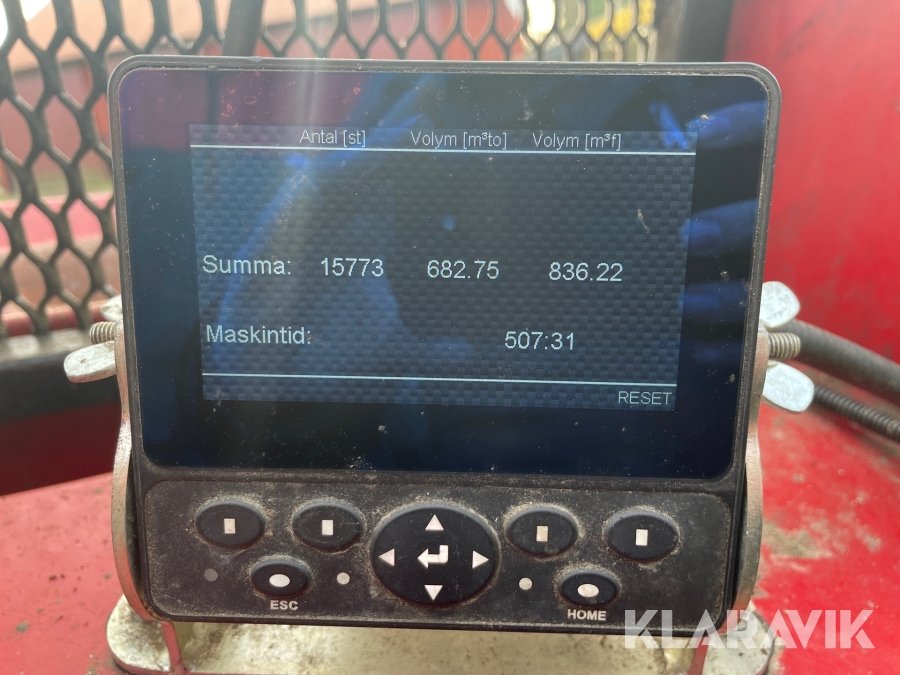 Antal [st] Volym [m³to] Volym [m³f]
Summa: 15773 682.75 836.22
Maskintid: 507:31
RESET
ESC
HOME
KLARAVIK